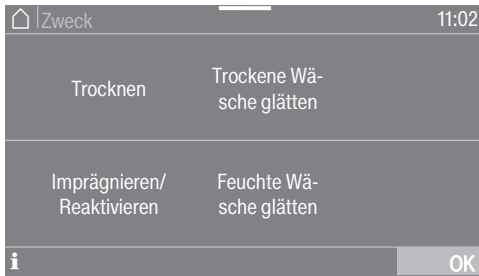 Zweck 11:02
Trocknen
Trockene Wä-
sche glätten
Imprägnieren/
Reaktivieren
Feuchte Wä-
sche glätten
i OK